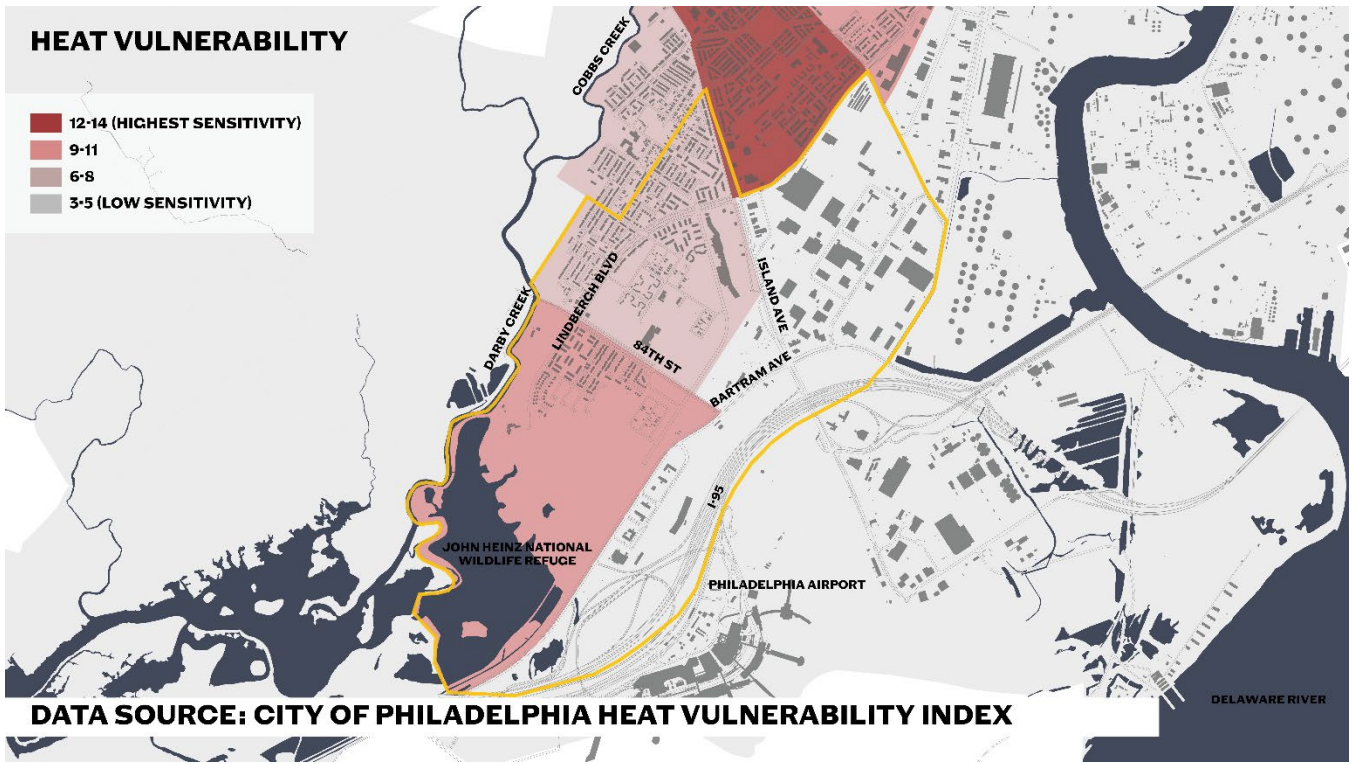 HEAT VULNERABILITY
12-14 (HIGHEST SENSITIVITY)
9-11
6-8
3-5 (LOW SENSITIVITY)
COBBS CREEK
DARBY CREEK
LINDBERGH BLVD
84TH ST
ISLAND AVE
BARTRAM AVE
I-95
JOHN HEINZ NATIONAL
WILDLIFE REFUGE
PHILADELPHIA AIRPORT
DELAWARE RIVER
DATA SOURCE: CITY OF PHILADELPHIA HEAT VULNERABILITY INDEX